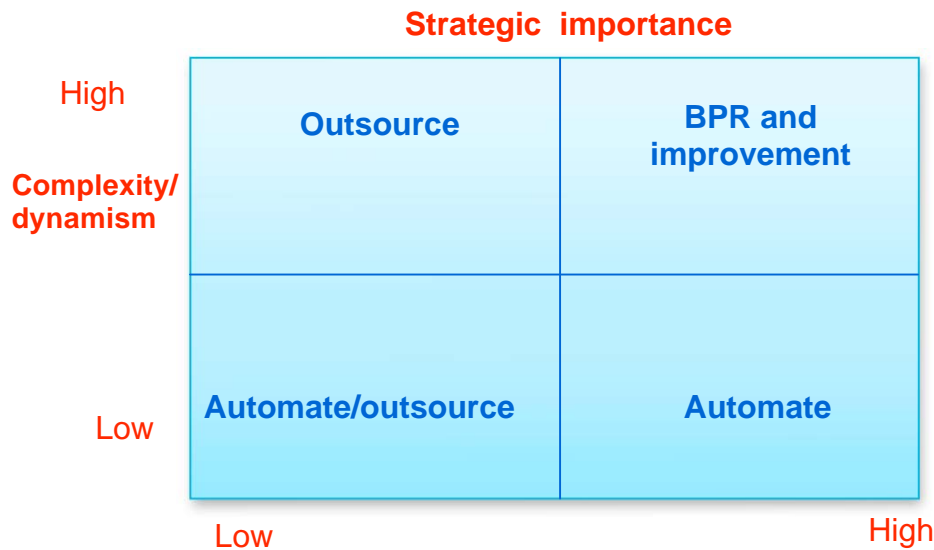 Strategic importance
High
Outsource
BPR and
improvement
Complexity/
dynamism
Automate/outsource
Automate
Low
Low
High